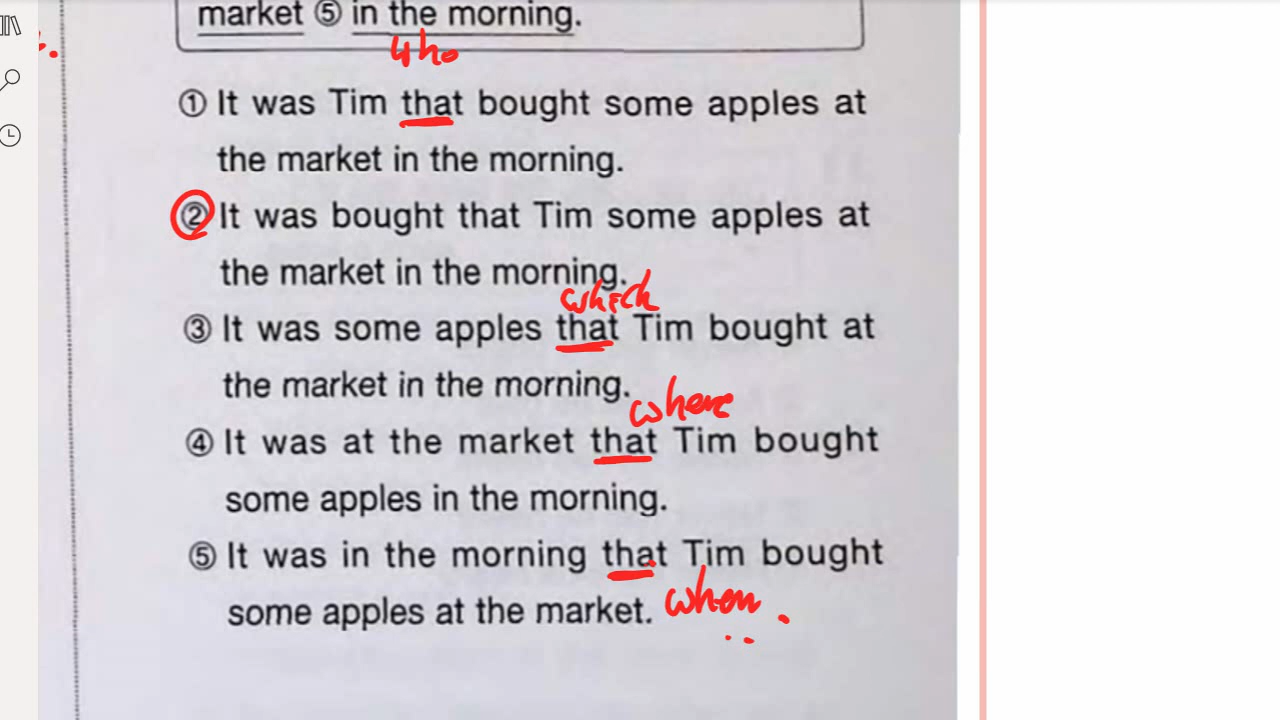 market ⑤ in the morning.
who
① It was Tim that bought some apples at
the market in the morning.
② It was bought that Tim some apples at
the market in the morning.
which
③ It was some apples that Tim bought at
the market in the morning.
where
④ It was at the market that Tim bought
some apples in the morning.
⑤ It was in the morning that Tim bought
some apples at the market. when